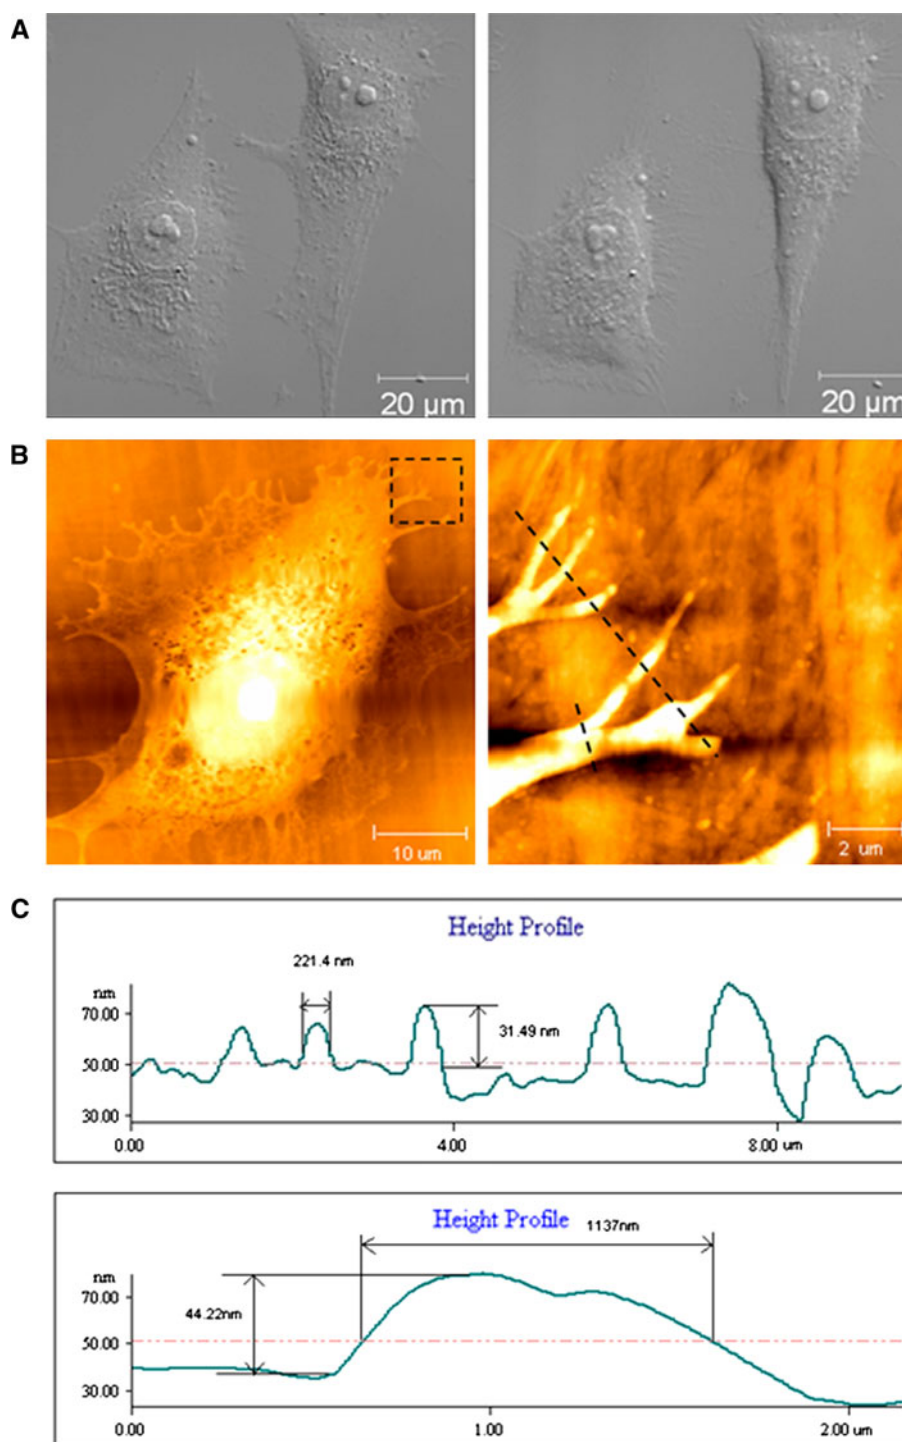 A
20 µm
20 µm
B
10 um
2 um
C
Height Profile
221.4 nm
nm
70.00
31.49 nm
50.00
30.00
0.00 4.00 8.00 um
Height Profile
1137nm
nm
70.00
44.22nm
50.00
30.00
0.00 1.00 2.00 um